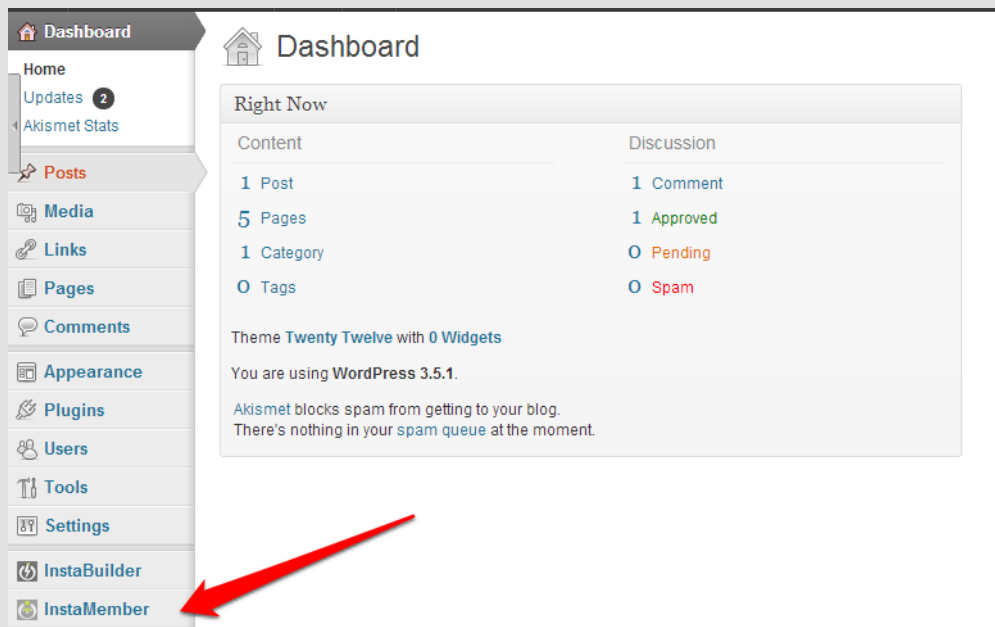 Dashboard
Home
Updates 2
Akismet Stats
Posts
Media
Links
Pages
Comments
Appearance
Plugins
Users
Tools
Settings
InstaBuilder
InstaMember
Dashboard
Right Now
Content
1 Post
5 Pages
1 Category
0 Tags
Discussion
1 Comment
1 Approved
0 Pending
0 Spam
Theme Twenty Twelve with 0 Widgets
You are using WordPress 3.5.1.
Akismet blocks spam from getting to your blog.
There's nothing in your spam queue at the moment.